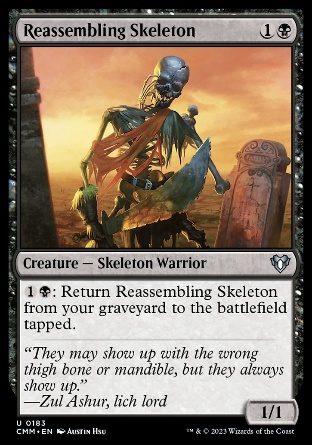 Reassembling Skeleton 1
Creature — Skeleton Warrior
1: Return Reassembling Skeleton
from your graveyard to the battlefield
tapped.
“They may show up with the wrong
thigh bone or mandible, but they always
show up.”
—Zul Ashur, lich lord
1/1
U 0183
CMM • EN Austin Hsu
™ & © 2023 Wizards of the Coast